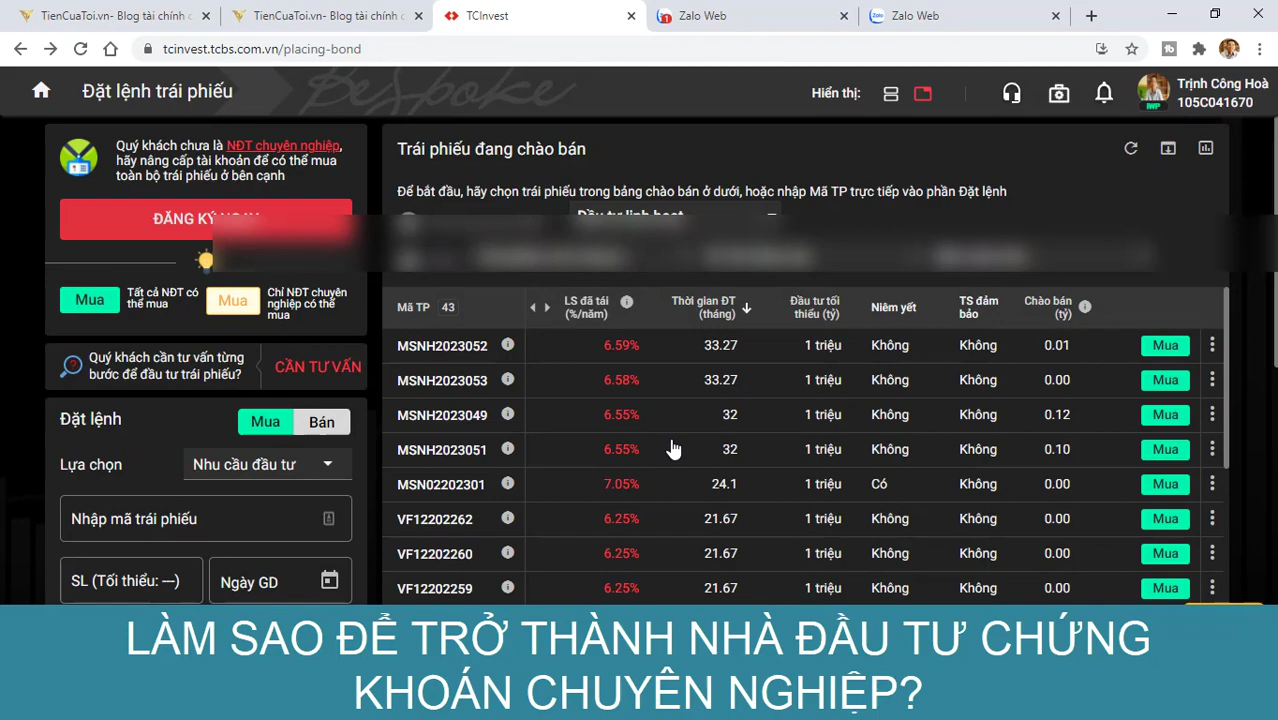 TienCuaToi.vn- Blog tài chính c
TienCuaToi.vn- Blog tài chính c
TCInvest
Zalo Web
Zalo Web
tcinvest.tcbs.com.vn/placing-bond
Đặt lệnh trái phiếu
BeSpoke
Hiển thị:
Trịnh Công Hoà
105C041670
IWP
Quý khách chưa là NĐT chuyên nghiệp,
hãy nâng cấp tài khoản để có thể mua
toàn bộ trái phiếu ở bên cạnh
ĐĂNG KÝ NGAY
Mua
Tất cả NĐT có
thể mua
Mua
Chỉ NĐT chuyên
nghiệp có thể
mua
Quý khách cần tư vấn từng
bước để đầu tư trái phiếu?
CẦN TƯ VẤN
Đặt lệnh
Mua
Bán
Lựa chọn
Nhu cầu đầu tư
Nhập mã trái phiếu
SL (Tối thiểu: ---)
Ngày GD
Trái phiếu đang chào bán
Để bắt đầu, hãy chọn trái phiếu trong bảng chào bán ở dưới, hoặc nhập Mã TP trực tiếp vào phần Đặt lệnh
Đầu tư linh hoạt
Mã TP 43
LS đã tái
(%/năm)
Thời gian ĐT
(tháng)
Đầu tư tối
thiểu (tỷ)
Niêm yết
TS đảm
bảo
Chào bán
(tỷ)
MSNH2023052 6.59% 33.27 1 triệu Không Không 0.01 Mua
MSNH2023053 6.58% 33.27 1 triệu Không Không 0.00 Mua
MSNH2023049 6.55% 32 1 triệu Không Không 0.12 Mua
MSNH2023051 6.55% 32 1 triệu Không Không 0.10 Mua
MSN02202301 7.05% 24.1 1 triệu Có Không 0.00 Mua
VF12202262 6.25% 21.67 1 triệu Không Không 0.00 Mua
VF12202260 6.25% 21.67 1 triệu Không Không 0.00 Mua
VF12202259 6.25% 21.67 1 triệu Không Không 0.00 Mua
LÀM SAO ĐỂ TRỞ THÀNH NHÀ ĐẦU TƯ CHỨNG
KHOÁN CHUYÊN NGHIỆP?